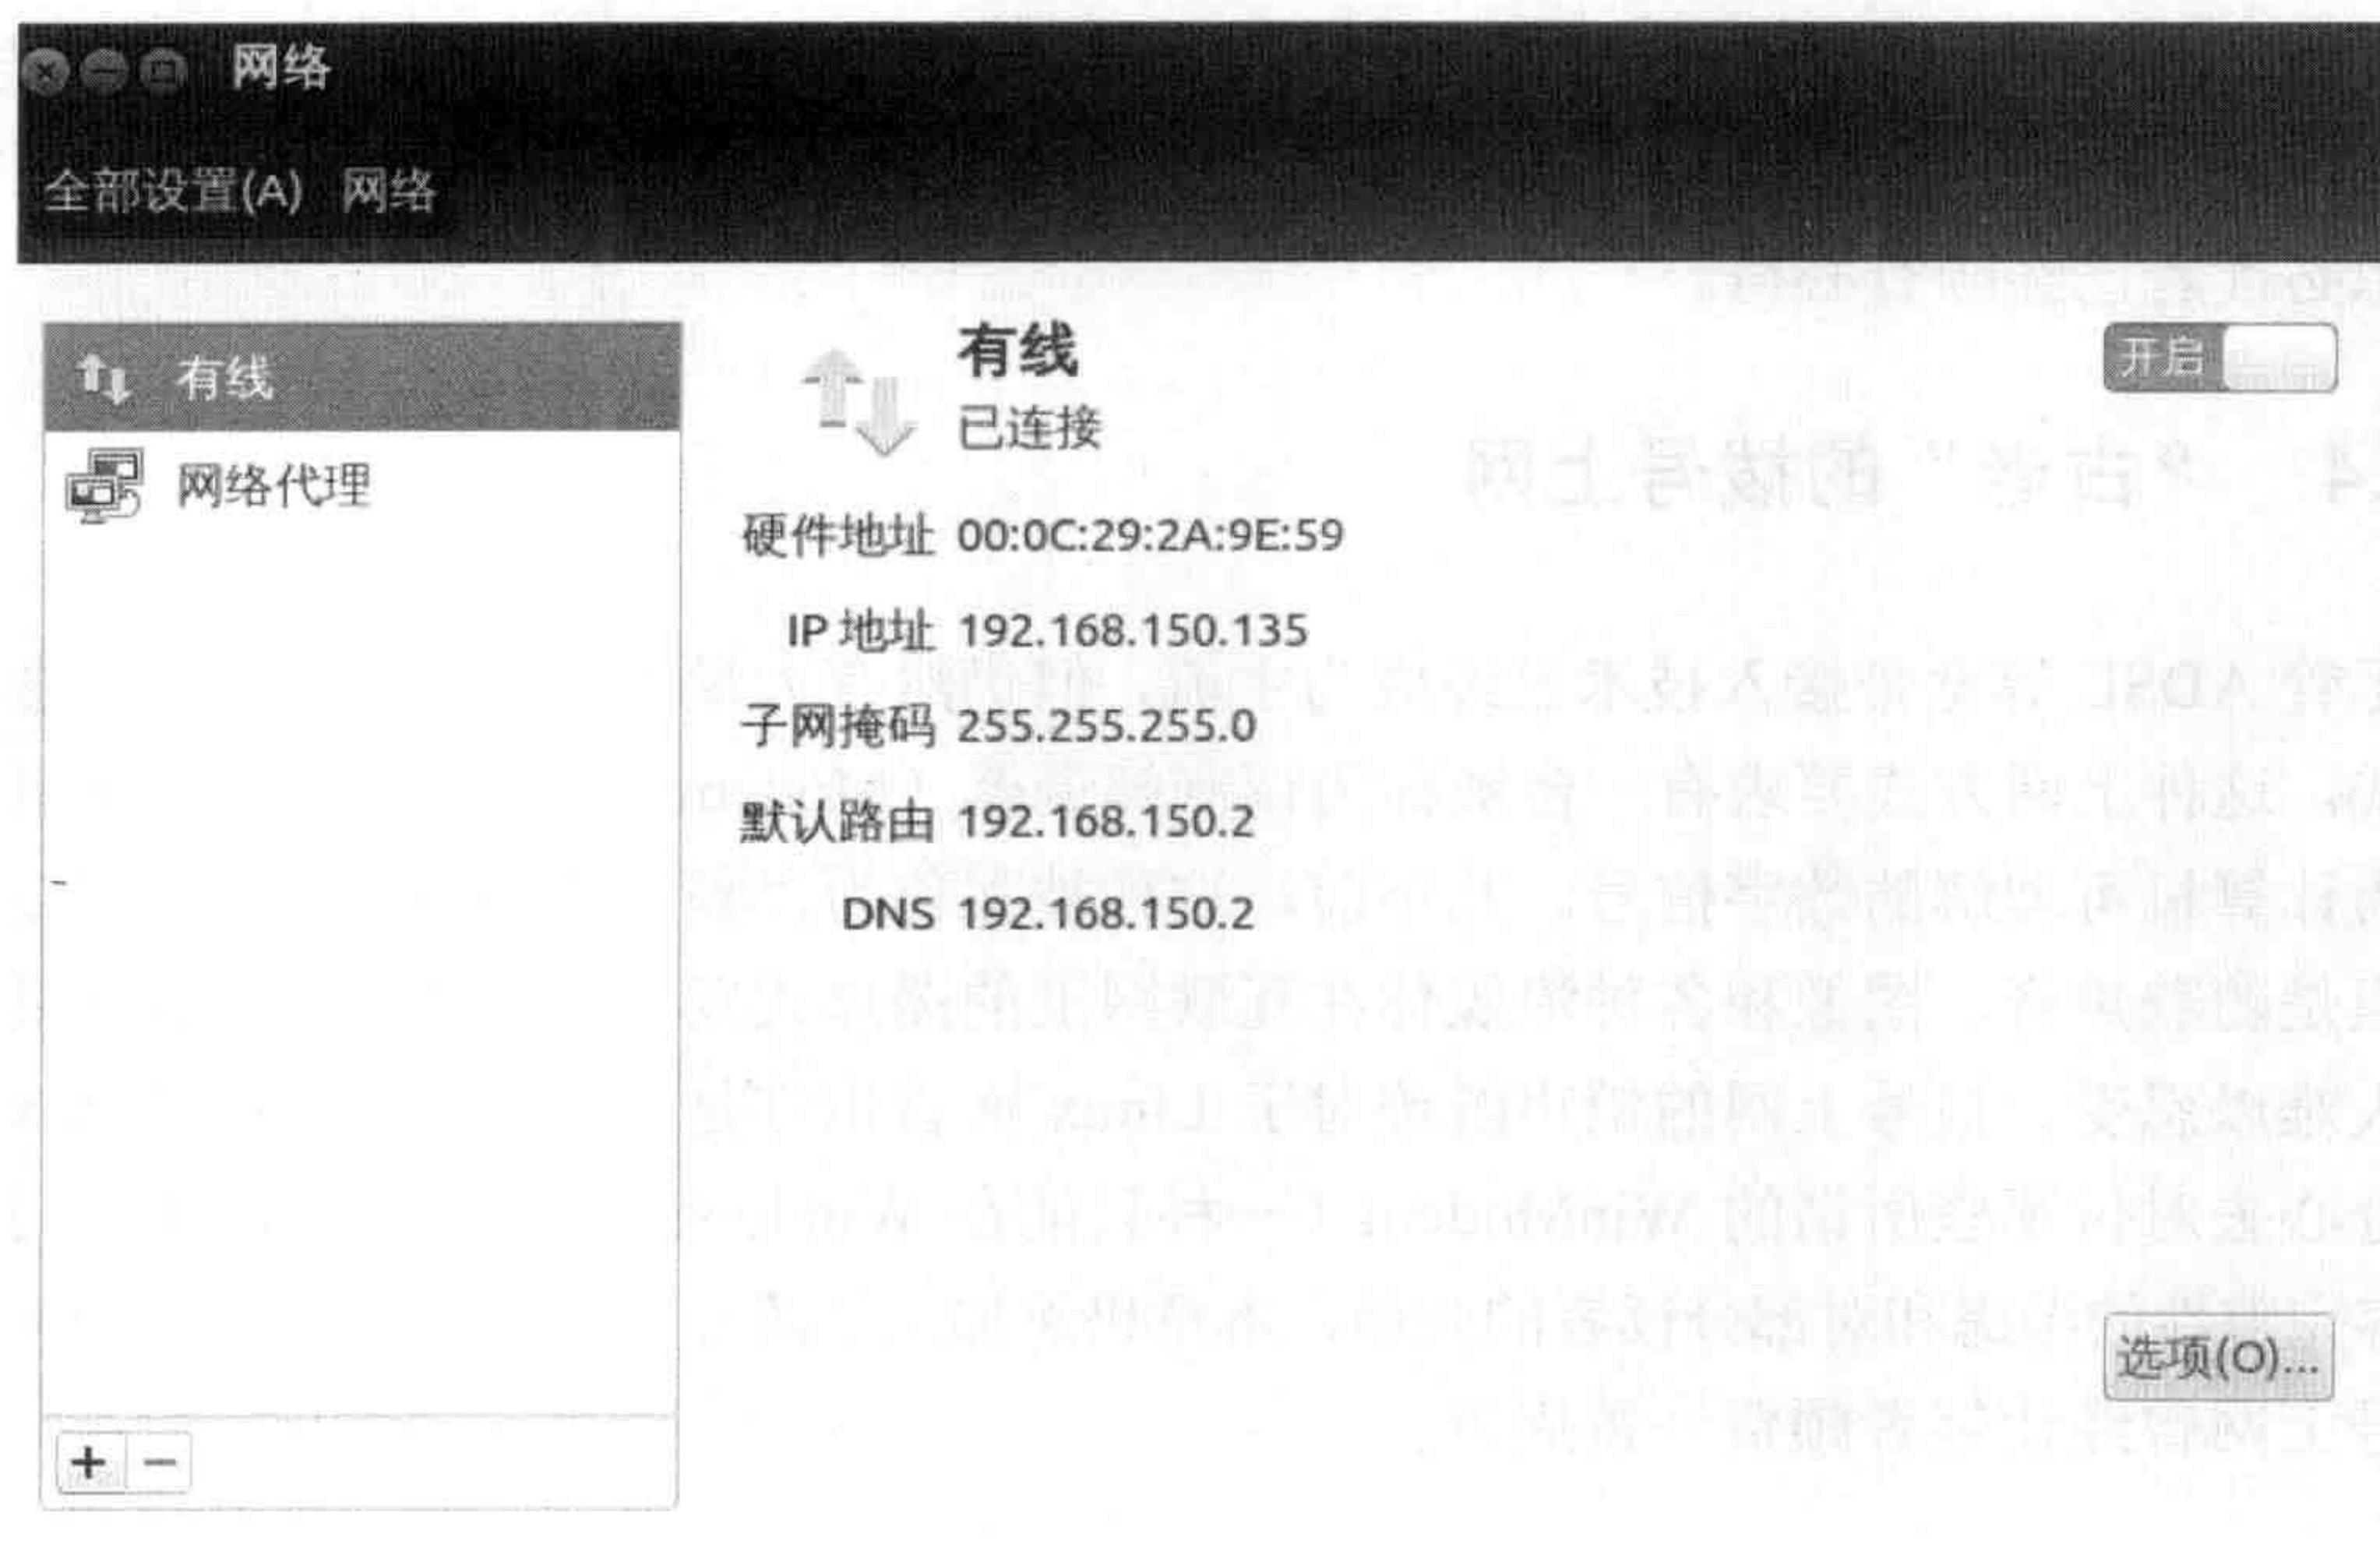 网络
全部设置(A) 网络
有线
网络代理
有线
已连接
开启
硬件地址 00:0C:29:2A:9E:59
IP 地址 192.168.150.135
子网掩码 255.255.255.0
默认路由 192.168.150.2
DNS 192.168.150.2
选项(O)...